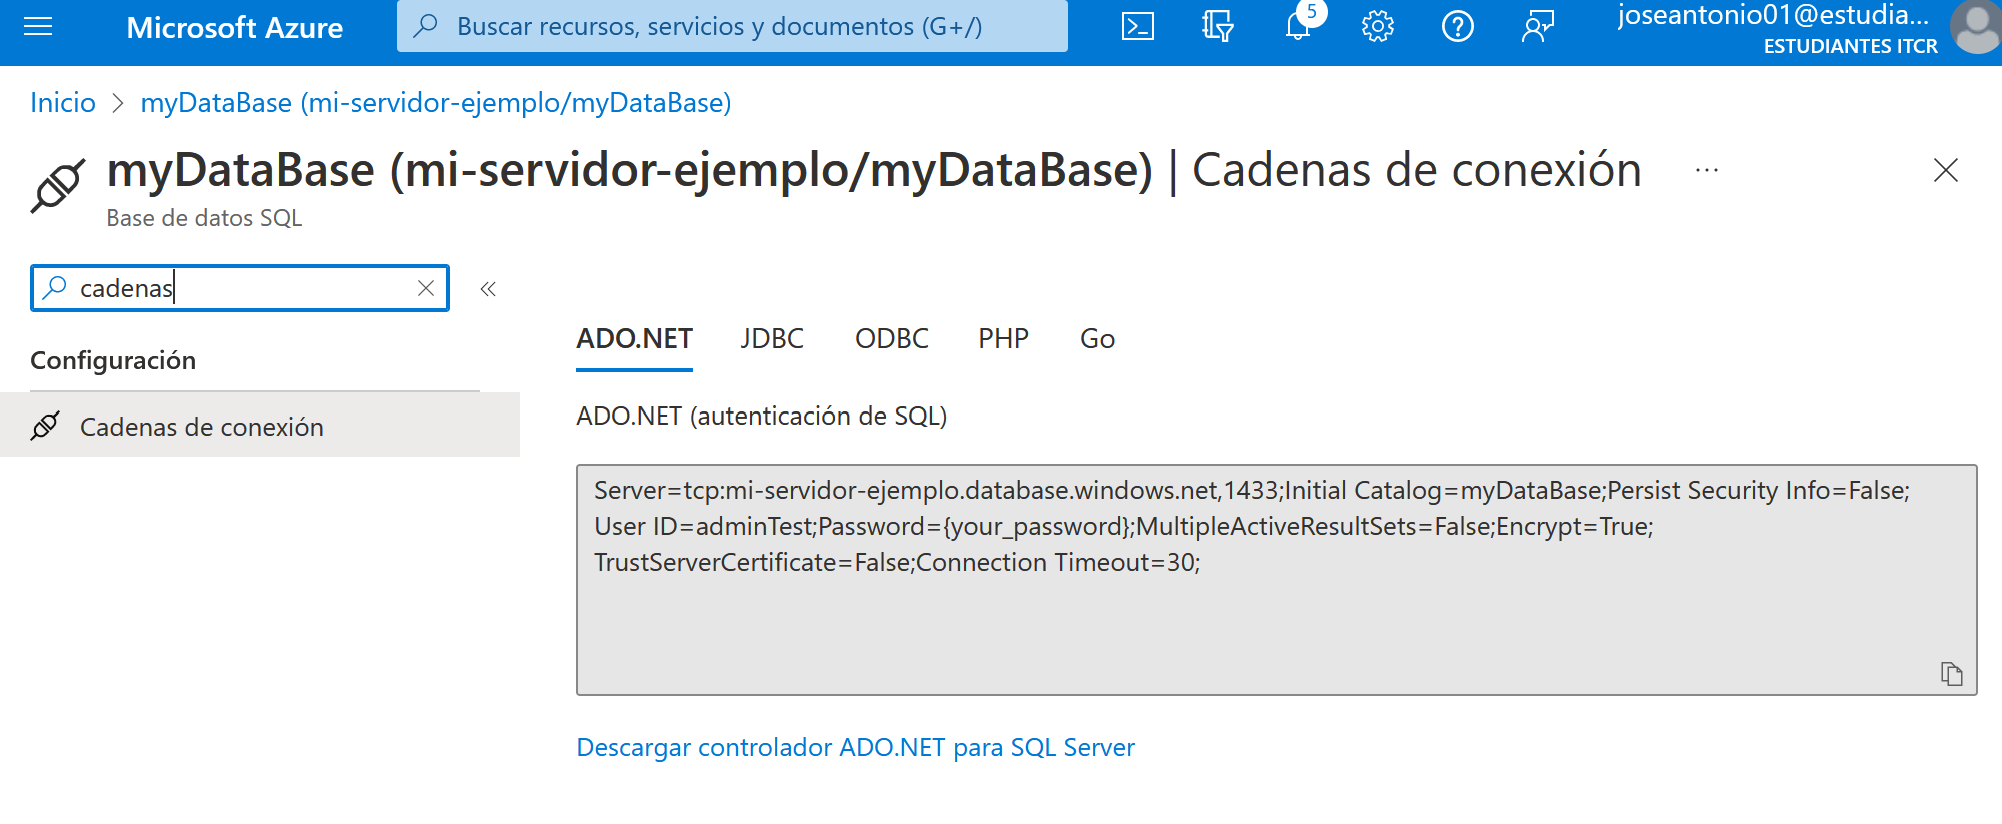 Microsoft Azure
Buscar recursos, servicios y documentos (G+/)
5
joseantonio01@estudia...
ESTUDIANTES ITCR
Inicio > myDataBase (mi-servidor-ejemplo/myDataBase)
myDataBase (mi-servidor-ejemplo/myDataBase) | Cadenas de conexión ...
Base de datos SQL
cadenas
Configuración
Cadenas de conexión
ADO.NET JDBC ODBC PHP Go
ADO.NET (autenticación de SQL)
Server=tcp:mi-servidor-ejemplo.database.windows.net,1433;Initial Catalog=myDataBase;Persist Security Info=False;
User ID=adminTest;Password={your_password};MultipleActiveResultSets=False;Encrypt=True;
TrustServerCertificate=False;Connection Timeout=30;
Descargar controlador ADO.NET para SQL Server